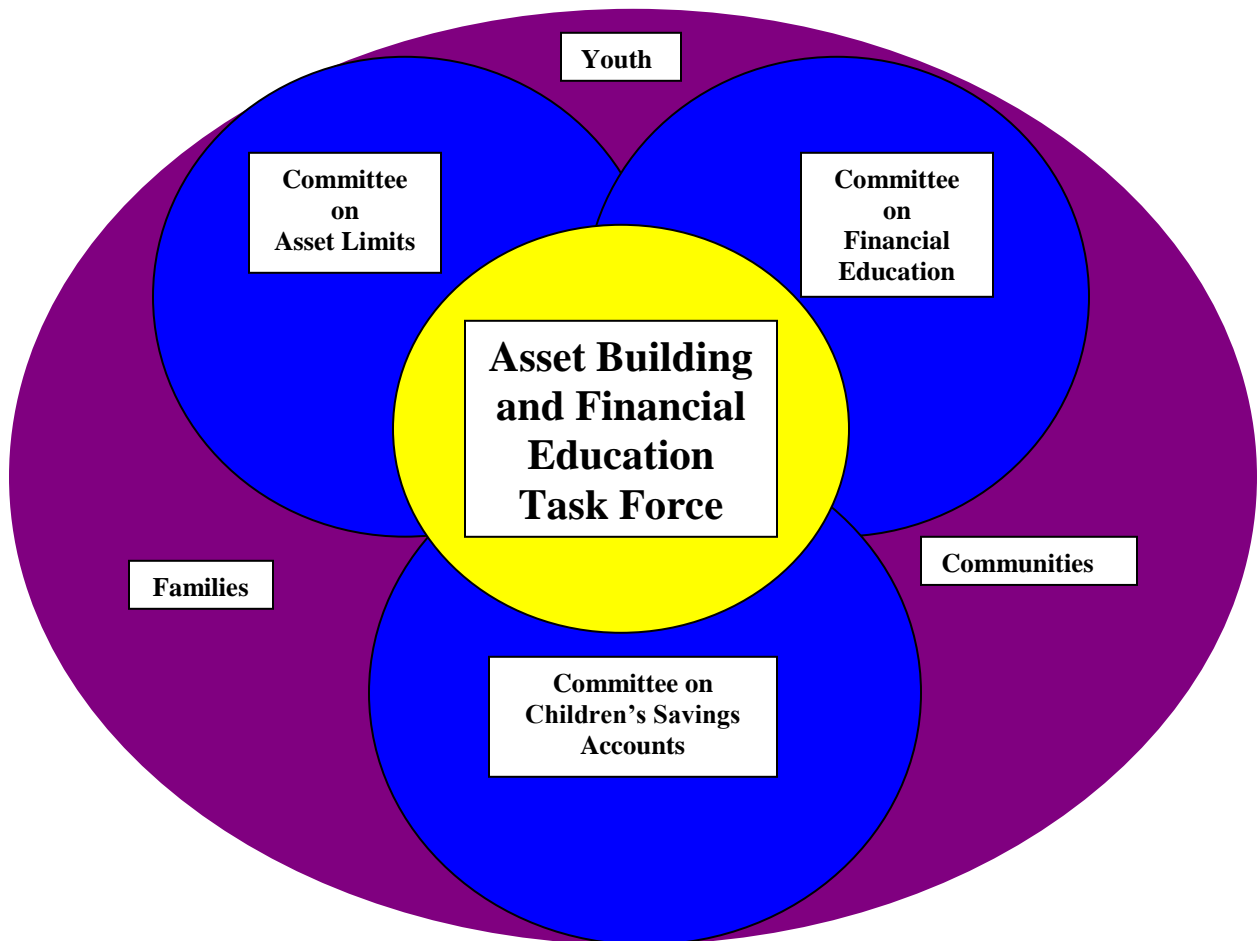 Youth
Committee
on
Asset Limits
Committee
on
Financial
Education
Asset Building
and Financial
Education
Task Force
Families
Communities
Committee on
Children’s Savings
Accounts